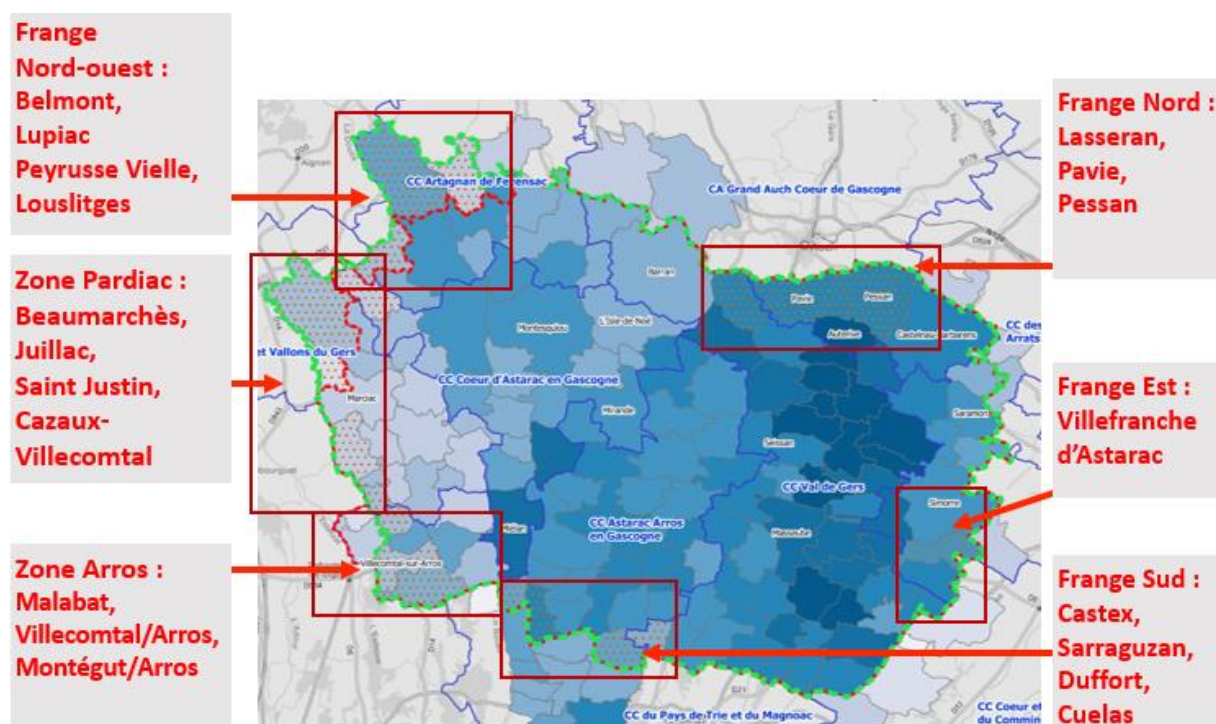 Frange
Nord-ouest :
Belmont,
Lupiac
Peyrusse Vielle,
Louslitges
Zone Pardiac :
Beaumarchès,
Juillac,
Saint Justin,
Cazaux-
Villecomtal
Zone Arros :
Malabat,
Villecomtal/Arros,
Montégut/Arros
Aignan
CC Artagnan de Fezensac
CA Grand Auch Coeur de Gascogne
Barran
L'Isle-de-Noé
Montesquiou
Pavie
Pessan
Auterive
Castelnau-Barbarens
CC des
Arrats
et Vallons du Gers
CC Coeur d'Astarac en Gascogne
Marciac
Mirande
Saramon
Seissan
CC Val de Gers
Simorre
Miélan
CC Astarac Arros
en Gascogne
Masseube
Villecomtal-sur-Arros
D21
CC du Pays de Trie et du Magnoac
CC Coeur et
du Commin
Frange Nord :
Lasseran,
Pavie,
Pessan
Frange Est :
Villefranche
d'Astarac
Frange Sud :
Castex,
Sarraguzan,
Duffort,
Cuelas